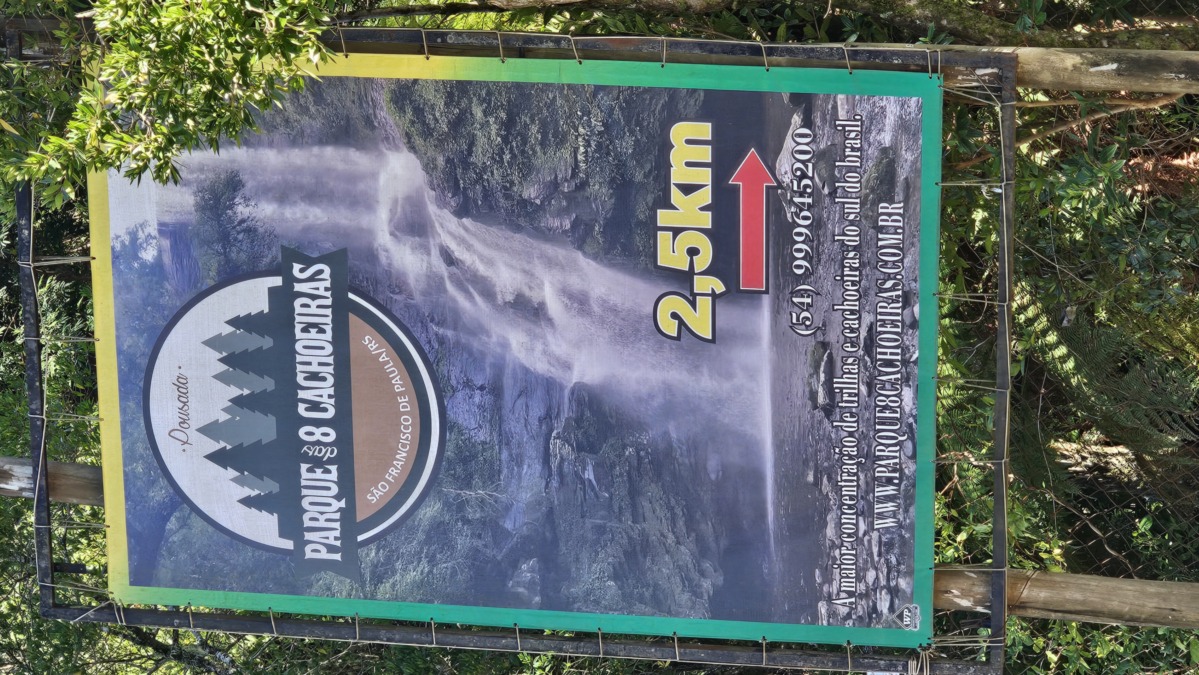 Pousada
PARQUE das 8 CACHOEIRAS
SÃO FRANCISCO DE PAULA/RS
2,5km
(54) 999645200
A maior concentração de trilhas e cachoeiras do sul do brasil.
WWW.PARQUE8CACHOEIRAS.COM.BR
WP